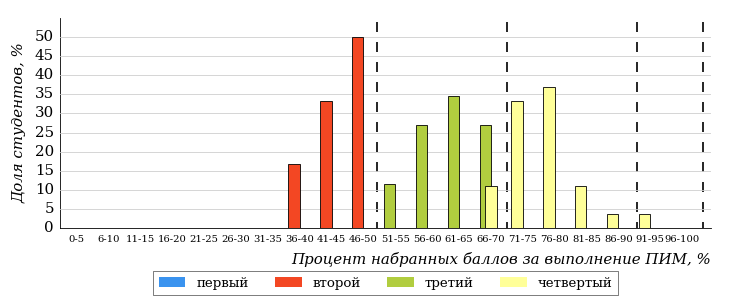 Доля студентов, %
50
45
40
35
30
25
20
15
10
5
0
0-5 6-10 11-15 16-20 21-25 26-30 31-35 36-40 41-45 46-50 51-55 56-60 61-65 66-70 71-75 76-80 81-85 86-90 91-95 96-100
Процент набранных баллов за выполнение ПИМ, %
первый второй третий четвертый